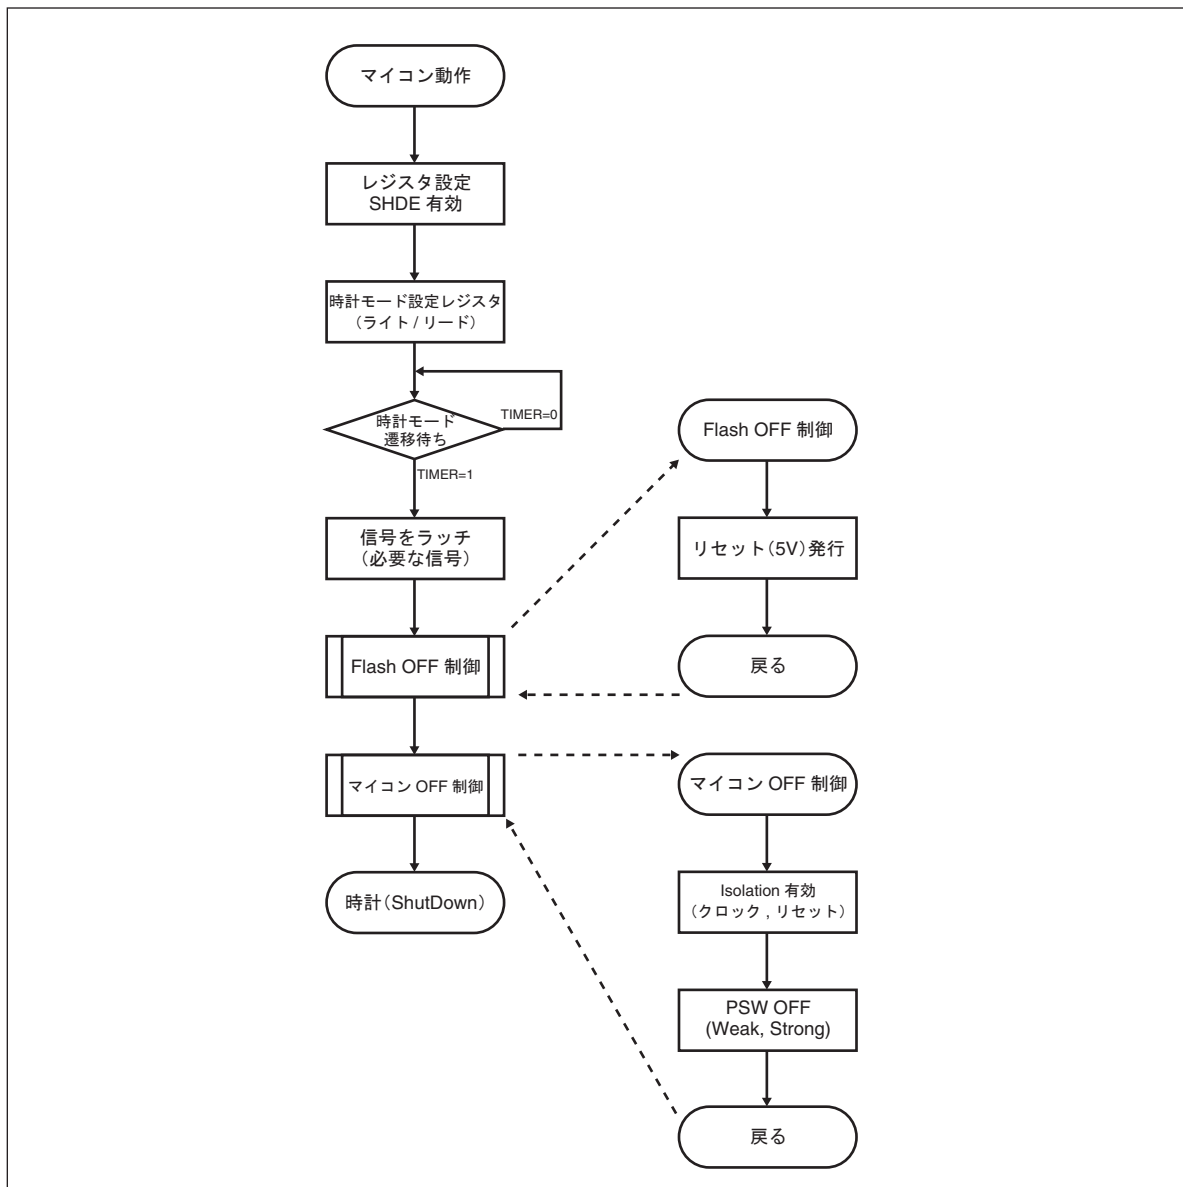 マイコン動作
レジスタ設定
SHDE 有効
時計モード設定レジスタ
（ライト / リード）
TIMER=0
時計モード
遷移待ち
TIMER=1
信号をラッチ
（必要な信号）
Flash OFF 制御
マイコン OFF 制御
時計（ShutDown）
Flash OFF 制御
リセット（5V）発行
戻る
マイコン OFF 制御
Isolation 有効
（クロック , リセット）
PSW OFF
(Weak, Strong)
戻る